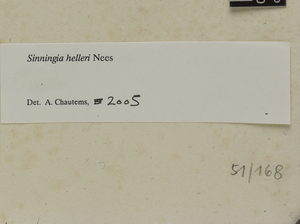 Sinningia helleri Nees
Det. A. Chautems, 2005
51/168